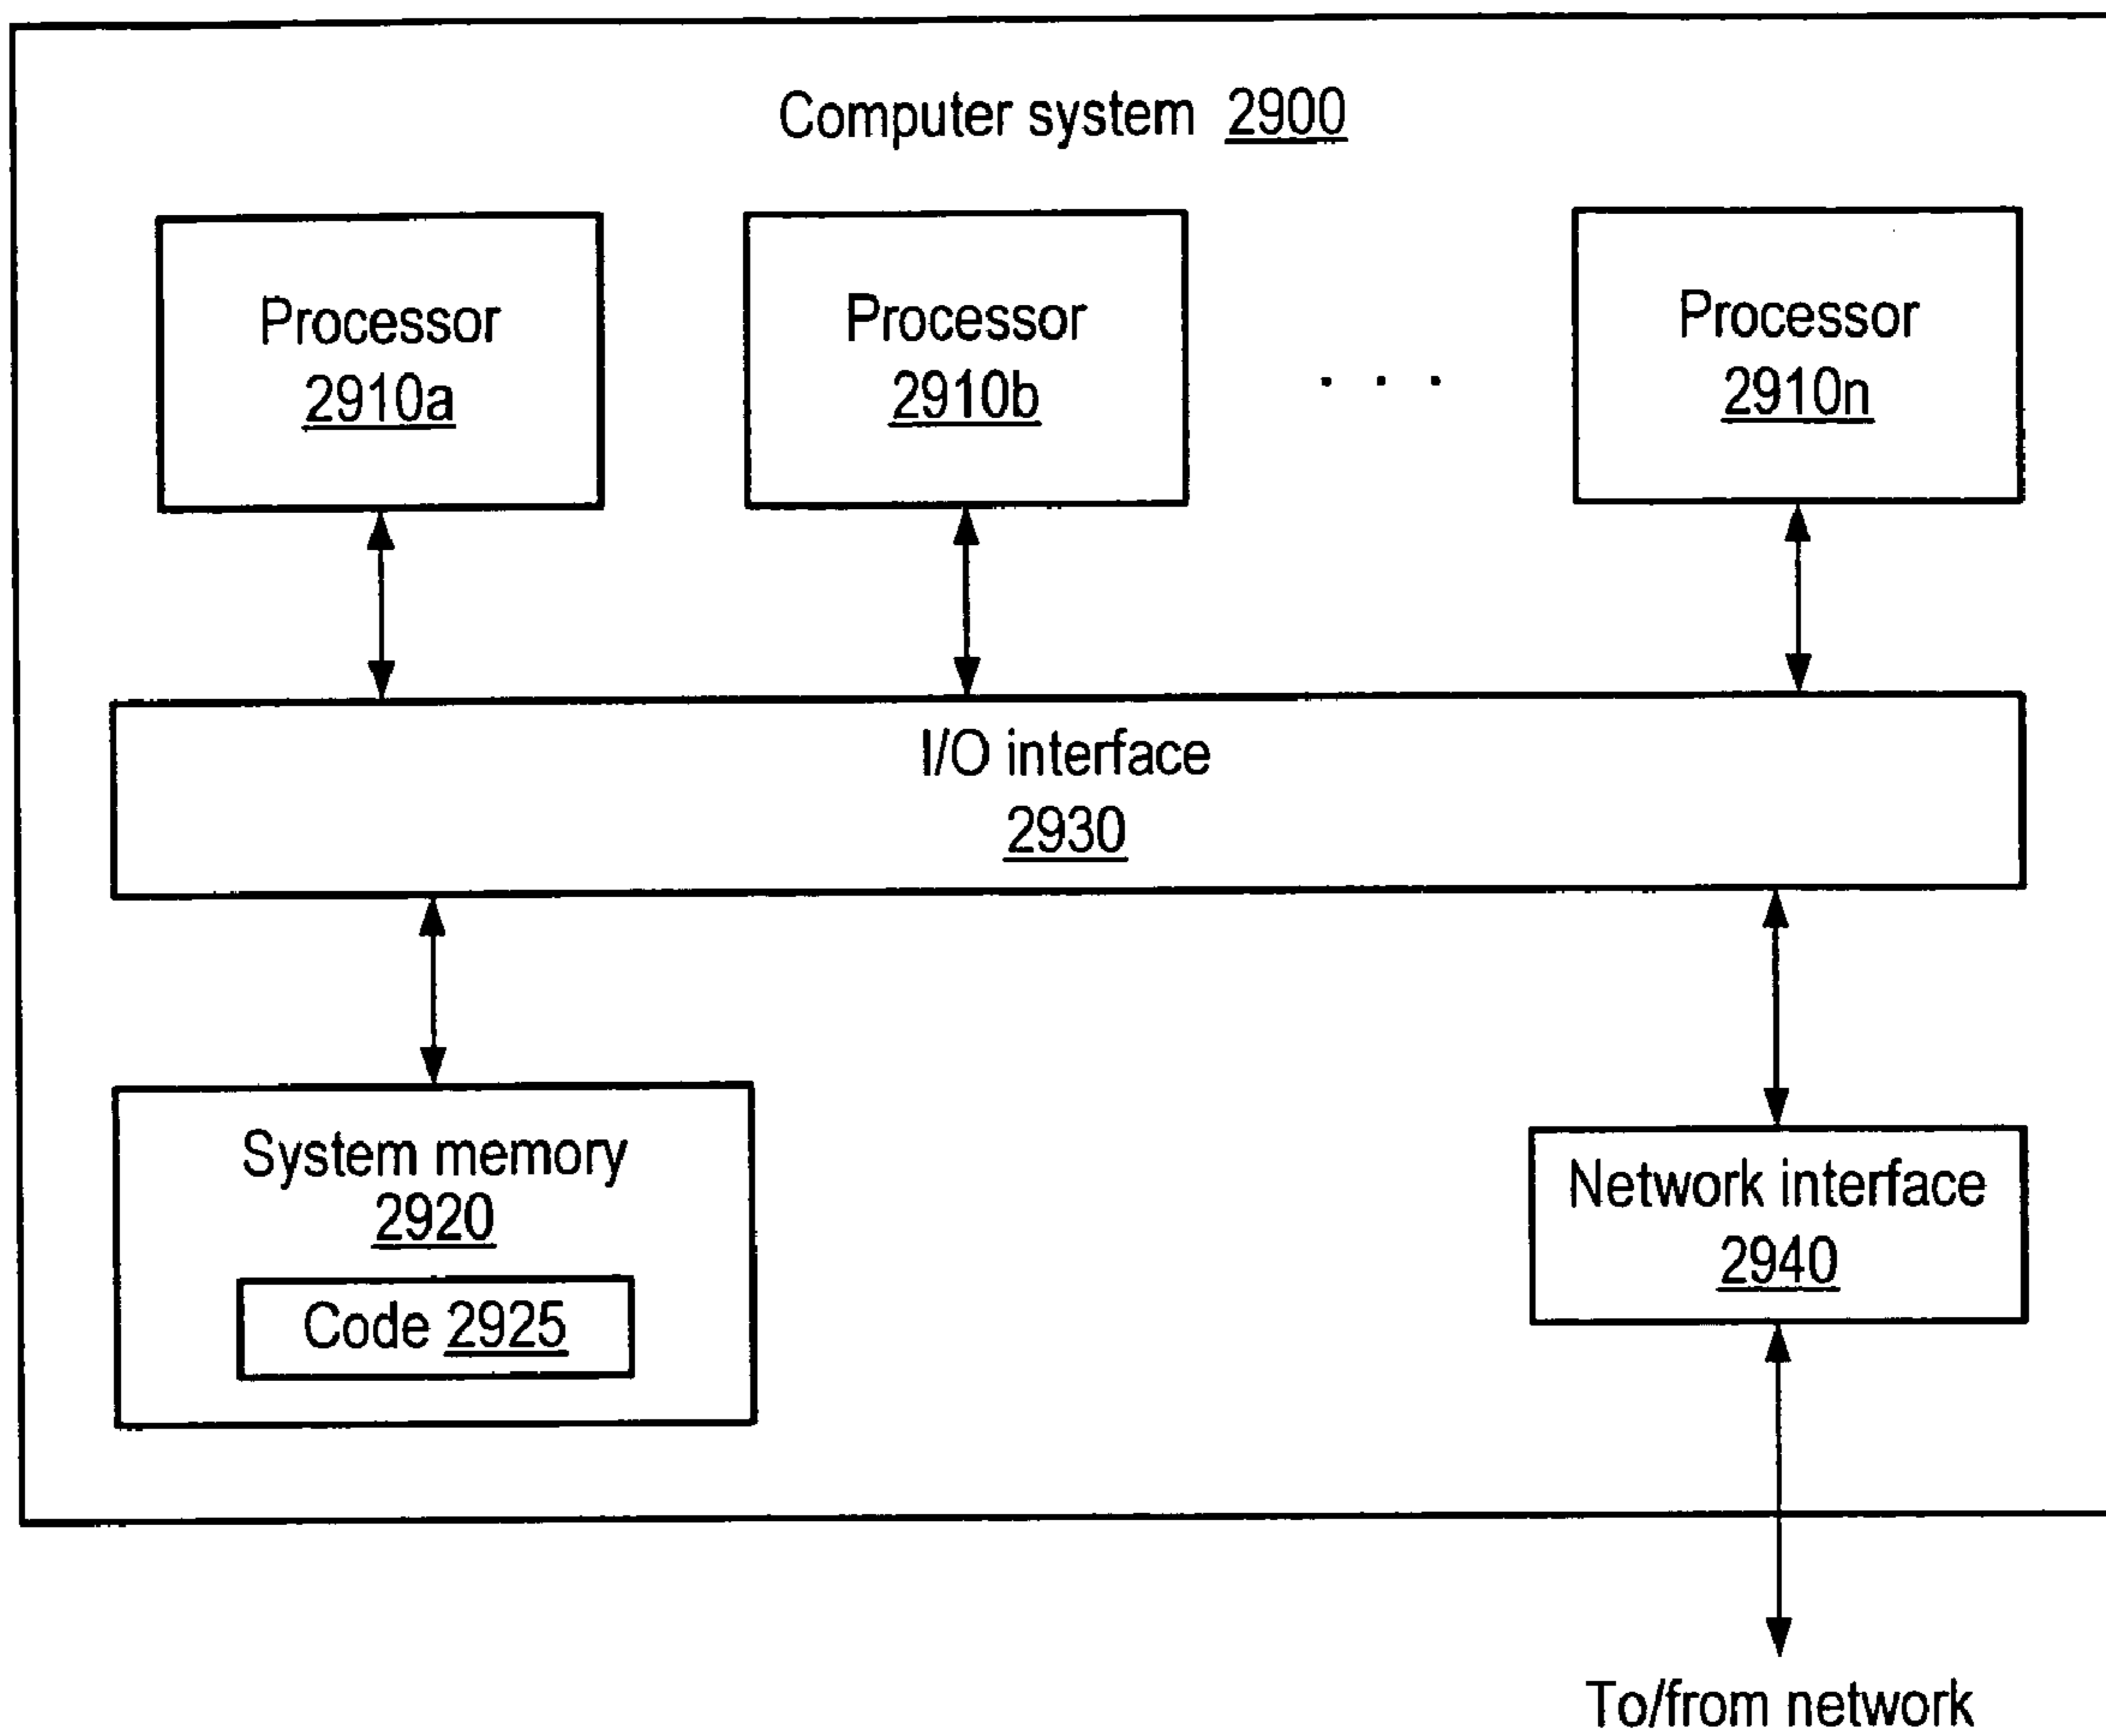 Computer system 2900
Processor
2910a
Processor
2910b
. . .
Processor
2910n
I/O interface
2930
System memory
2920
Code 2925
Network interface
2940
To/from network